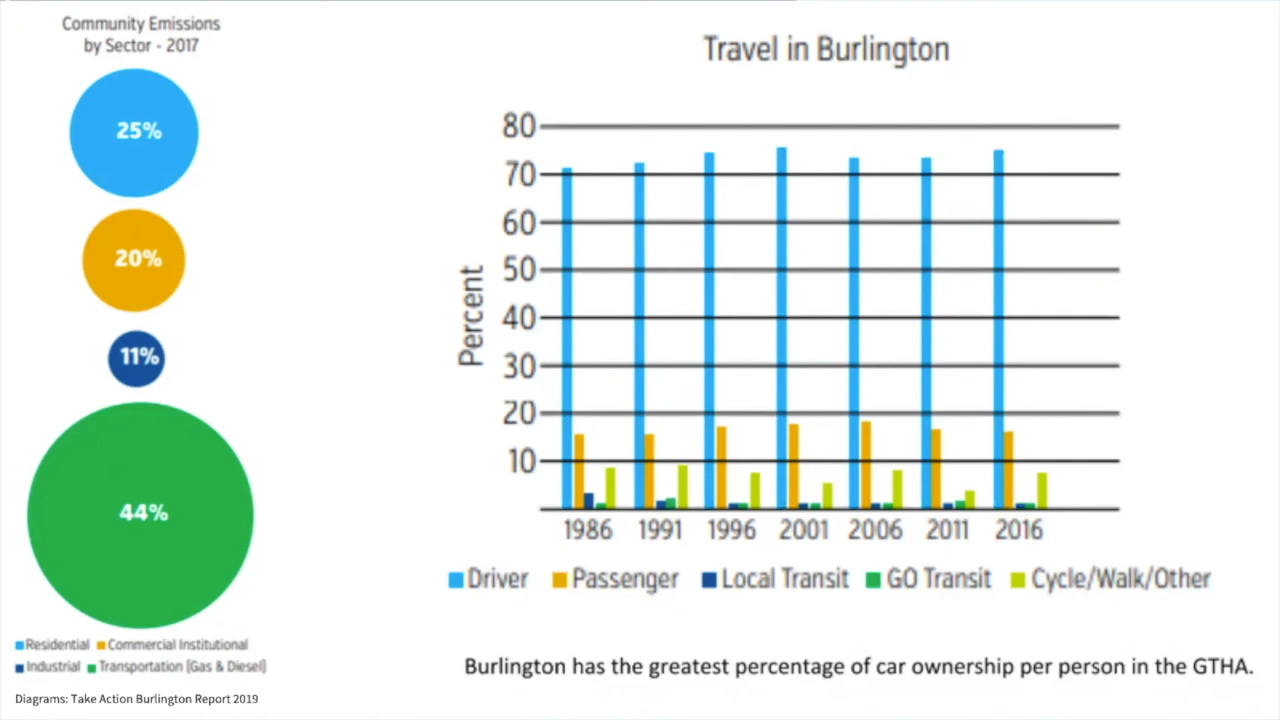 Community Emissions
by Sector - 2017
25%
20%
11%
44%
Residential Commercial Institutional
Industrial Transportation (Gas & Diesel)
Diagrams: Take Action Burlington Report 2019
Travel in Burlington
Percent
80
70
60
50
40
30
20
10
1986 1991 1996 2001 2006 2011 2016
Driver Passenger Local Transit GO Transit Cycle/Walk/Other
Burlington has the greatest percentage of car ownership per person in the GTHA.